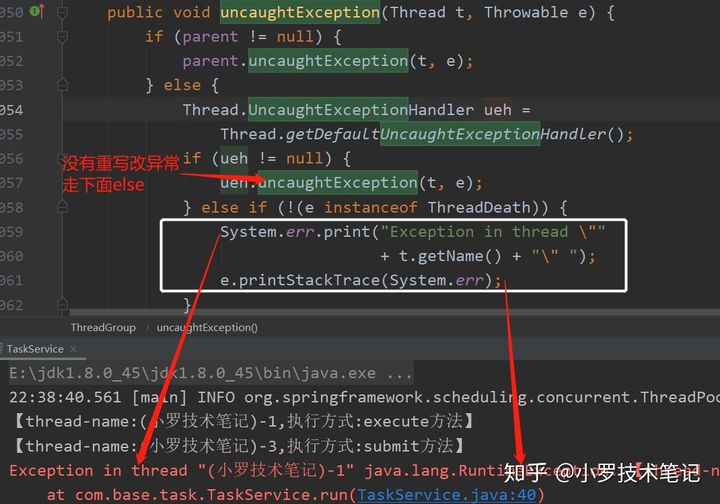 050 public void uncaughtException(Thread t, Throwable e) {
051 if (parent != null) {
052 parent.uncaughtException(t, e);
053 } else {
054 Thread.UncaughtExceptionHandler ueh =
055 Thread.getDefaultUncaughtExceptionHandler();
056 if (ueh != null) {
没有重写改异常
走下面else
057 ueh.uncaughtException(t, e);
058 } else if (!(e instanceof ThreadDeath)) {
059 System.err.print("Exception in thread \""
060 + t.getName() + "\" ");
061 e.printStackTrace(System.err);
062 }
ThreadGroup › uncaughtException()
TaskService ×
E:\jdk1.8.0_45\jdk1.8.0_45\bin\java.exe ...
22:38:40.561 [main] INFO org.springframework.scheduling.concurrent.ThreadPoo
【thread-name:(小罗技术笔记)-1,执行方式:execute方法】
【thread-name:(小罗技术笔记)-3,执行方式:submit方法】
Exception in thread "(小罗技术笔记)-1" java.lang.Runt
知乎 @小罗技术笔记
at com.base.task.TaskService.run(TaskService.java:40)